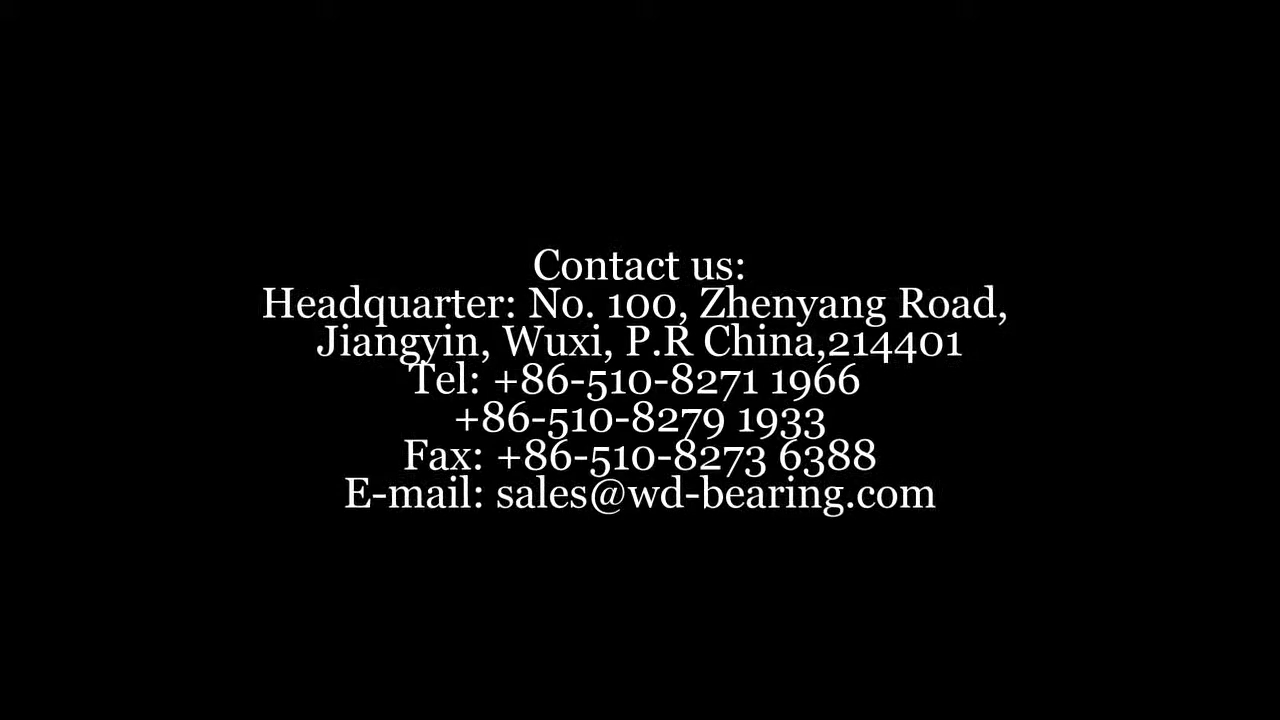 Contact us:
Headquarter: No. 100, Zhenyang Road,
Jiangyin, Wuxi, P.R China,214401
Tel: +86-510-8271 1966
+86-510-8279 1933
Fax: +86-510-8273 6388
E-mail: sales@wd-bearing.com